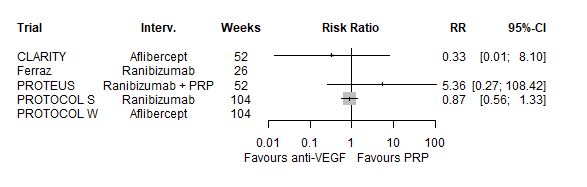 Trial Interv. Weeks Risk Ratio RR 95%-CI
CLARITY Aflibercept 52 0.33 [0.01; 8.10]
Ferraz Ranibizumab 26
PROTEUS Ranibizumab + PRP 52 5.36 [0.27; 108.42]
PROTOCOL S Ranibizumab 104 0.87 [0.56; 1.33]
PROTOCOL W Aflibercept 104
0.01 0.1 1 10 100
Favours anti-VEGF Favours PRP